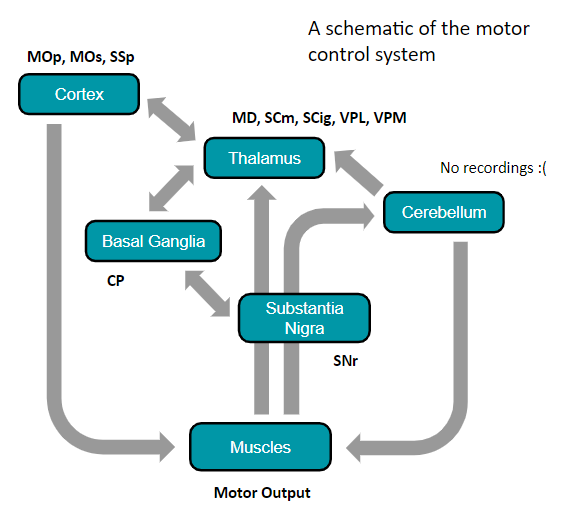 A schematic of the motor
control system
MOp, MOs, SSp
Cortex
MD, SCm, SCig, VPL, VPM
Thalamus
No recordings :(
Cerebellum
Basal Ganglia
CP
Substantia
Nigra
SNr
Muscles
Motor Output